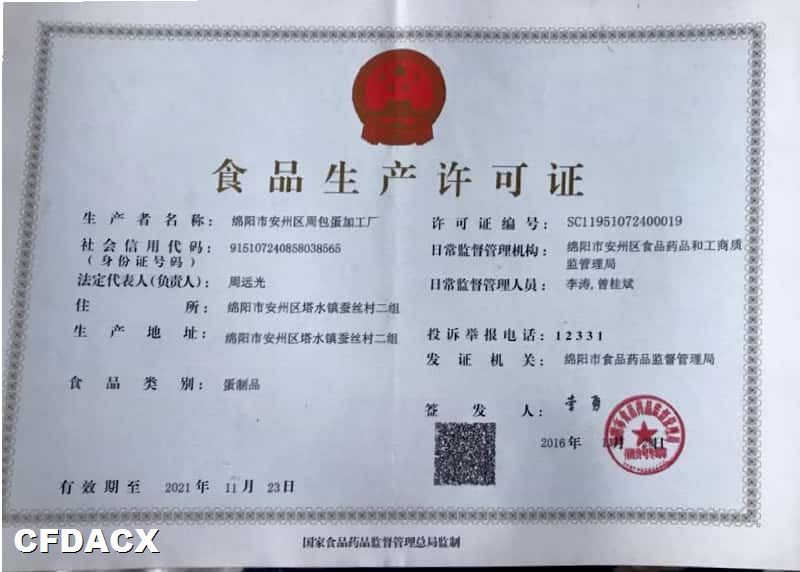 食品生产许可证
生产者名称: 绵阳市安州区周包蛋加工厂
社会信用代码: 915107240858038565
(身份证号码)
法定代表人(负责人): 周远光
住所: 绵阳市安州区塔水镇蚕丝村二组
生产地址: 绵阳市安州区塔水镇蚕丝村二组
食品类别: 蛋制品
有效期至 2021年 11月 23日
许可证编号: SC11951072400019
日常监督管理机构: 绵阳市安州区食品药品和工商质
监管理局
日常监督管理人员: 李涛,曾桂斌
投诉举报电话: 12331
发证机关: 绵阳市食品药品监督管理局
签发人: 李勇
2016年 月 日
国家食品药品监督管理总局监制
CFDACX